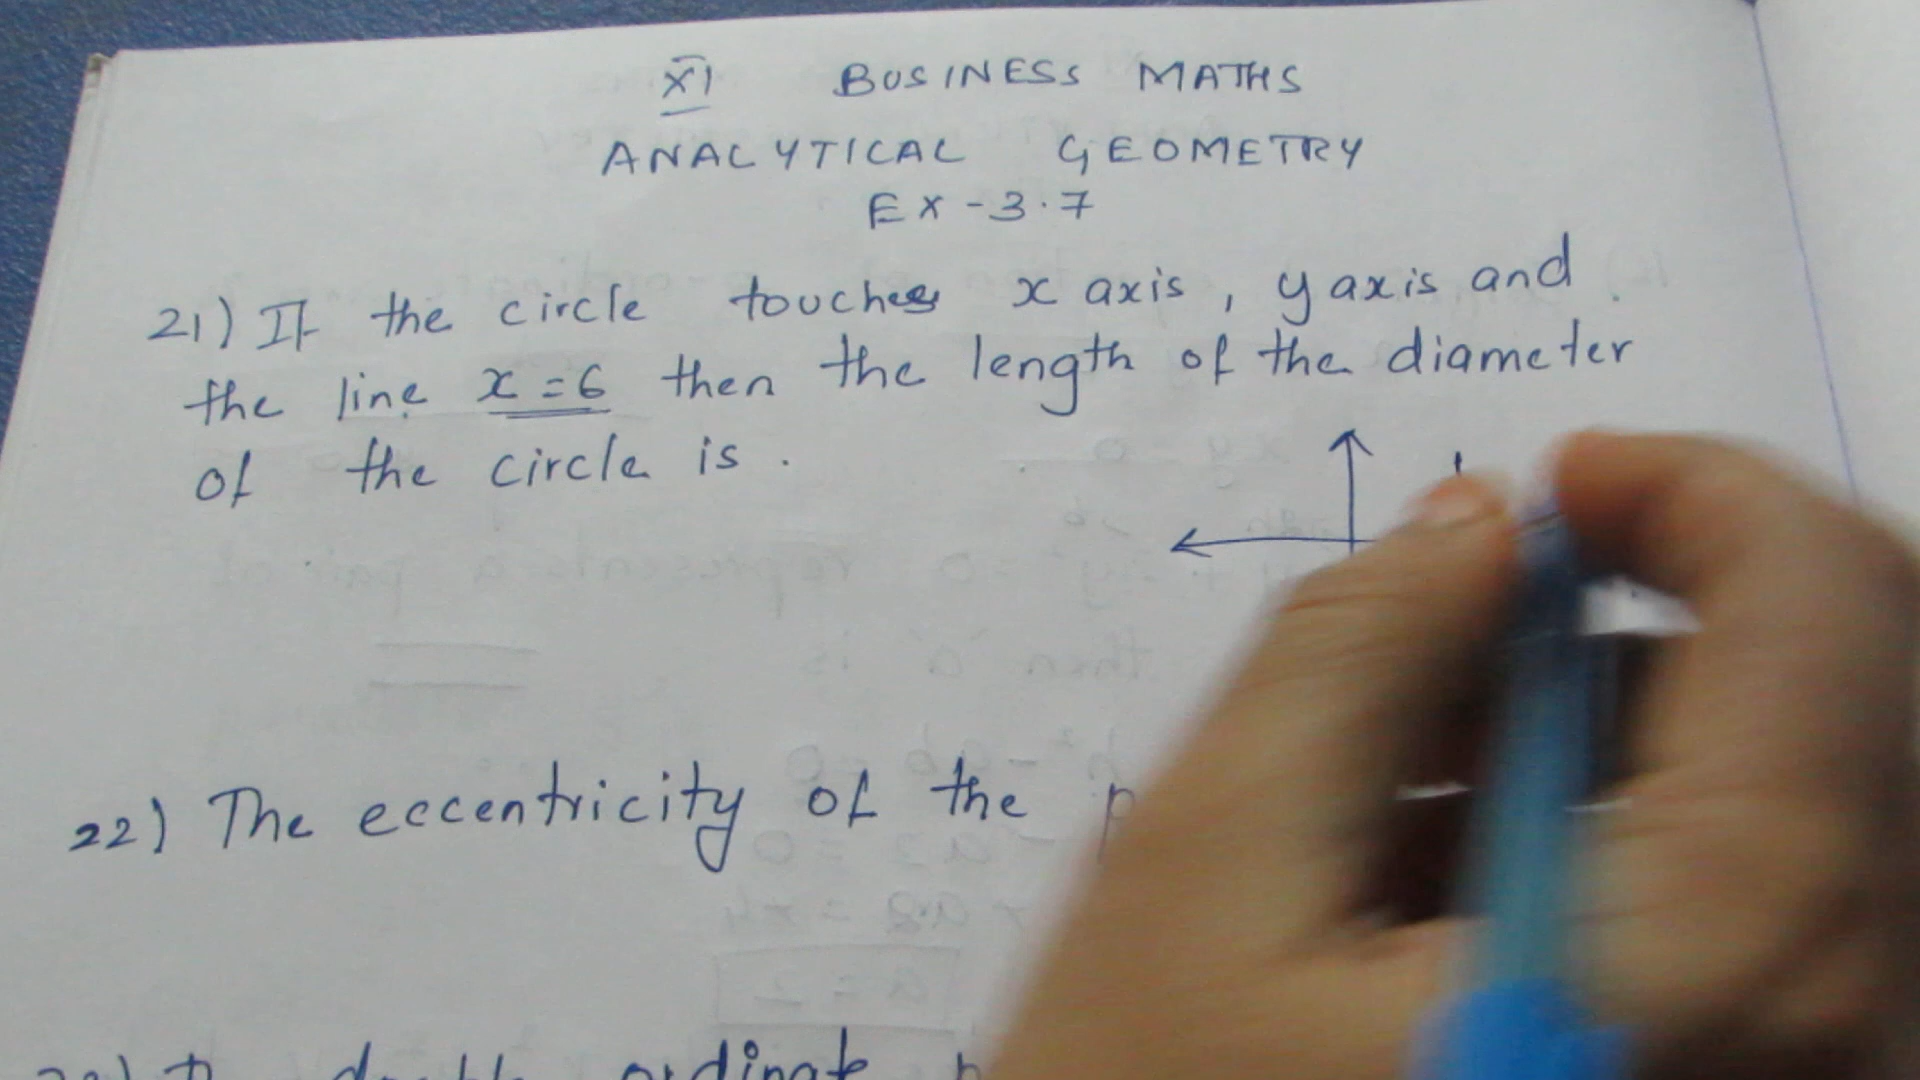 XI BUSINESS MATHS
ANALYTICAL GEOMETRY
EX-3.7
21) If the circle touches x axis, y axis and
the line x=6 then the length of the diameter
of the circle is.
22) The eccentricity of the p
ordinate